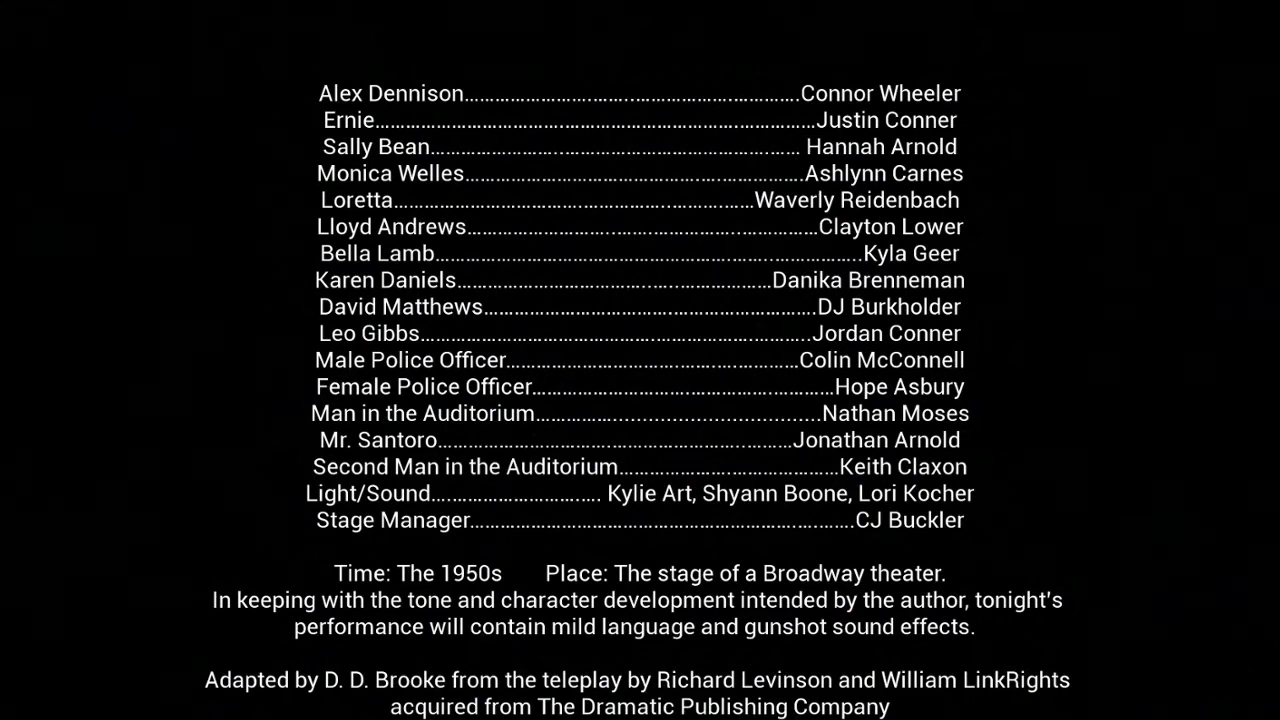 Alex Dennison.................................................Connor Wheeler
Ernie.................................................Justin Conner
Sally Bean................................................. Hannah Arnold
Monica Welles.................................................Ashlynn Carnes
Loretta.................................................Waverly Reidenbach
Lloyd Andrews.................................................Clayton Lower
Bella Lamb.................................................Kyla Geer
Karen Daniels.................................................Danika Brenneman
David Matthews.................................................DJ Burkholder
Leo Gibbs.................................................Jordan Conner
Male Police Officer.................................................Colin McConnell
Female Police Officer.................................................Hope Asbury
Man in the Auditorium.................................................Nathan Moses
Mr. Santoro.................................................Jonathan Arnold
Second Man in the Auditorium....................................Keith Claxon
Light/Sound............................ Kylie Art, Shyann Boone, Lori Kocher
Stage Manager.................................................CJ Buckler
Time: The 1950s Place: The stage of a Broadway theater.
In keeping with the tone and character development intended by the author, tonight's
performance will contain mild language and gunshot sound effects.
Adapted by D. D. Brooke from the teleplay by Richard Levinson and William LinkRights
acquired from The Dramatic Publishing Company